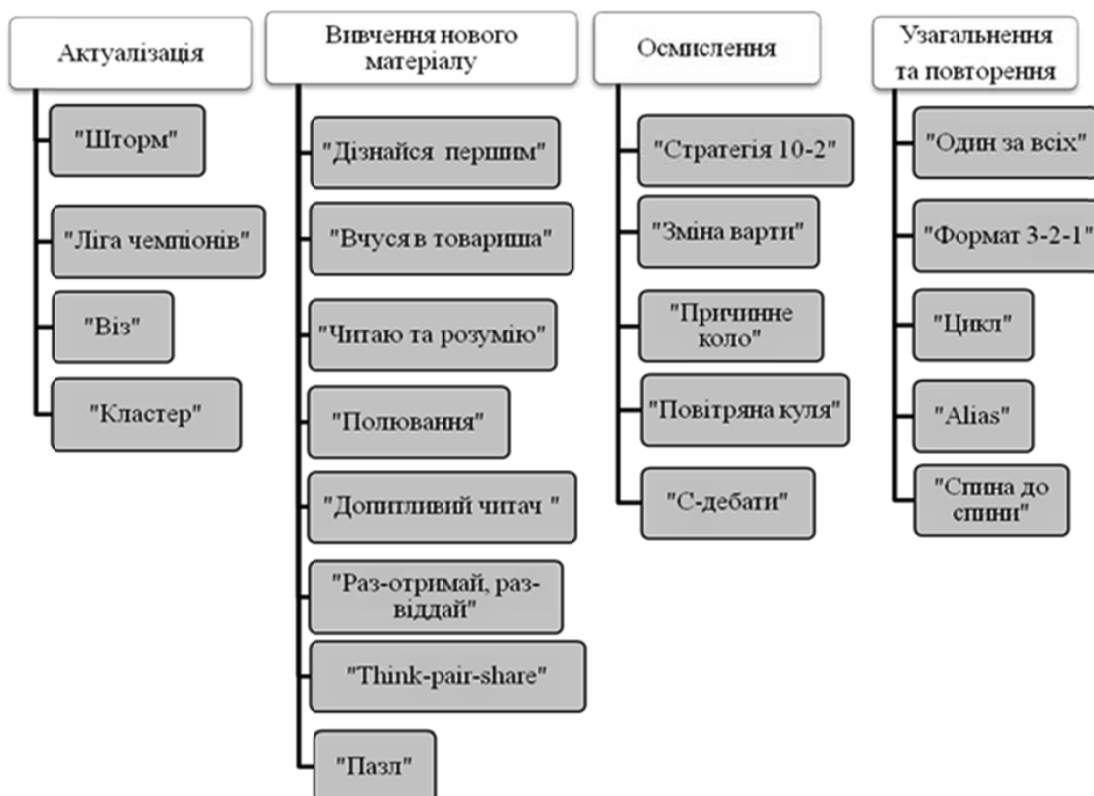 Актуалізація
"Шторм"
"Ліга чемпіонів"
"Віз"
"Кластер"
Вивчення нового
матеріалу
"Дізнайся першим"
"Вчуся в товариша"
"Читаю та розумію"
"Полювання"
"Допитливий читач "
"Раз-отримай, раз-
віддай"
"Think-pair-share"
"Пазл"
Осмислення
"Стратегія 10-2"
"Зміна варти"
"Причинне
коло"
"Повітряна куля"
"С-дебати"
Узагальнення
та повторення
"Один за всіх"
"Формат 3-2-1"
"Цикл"
"Alias"
"Спина до
спини"